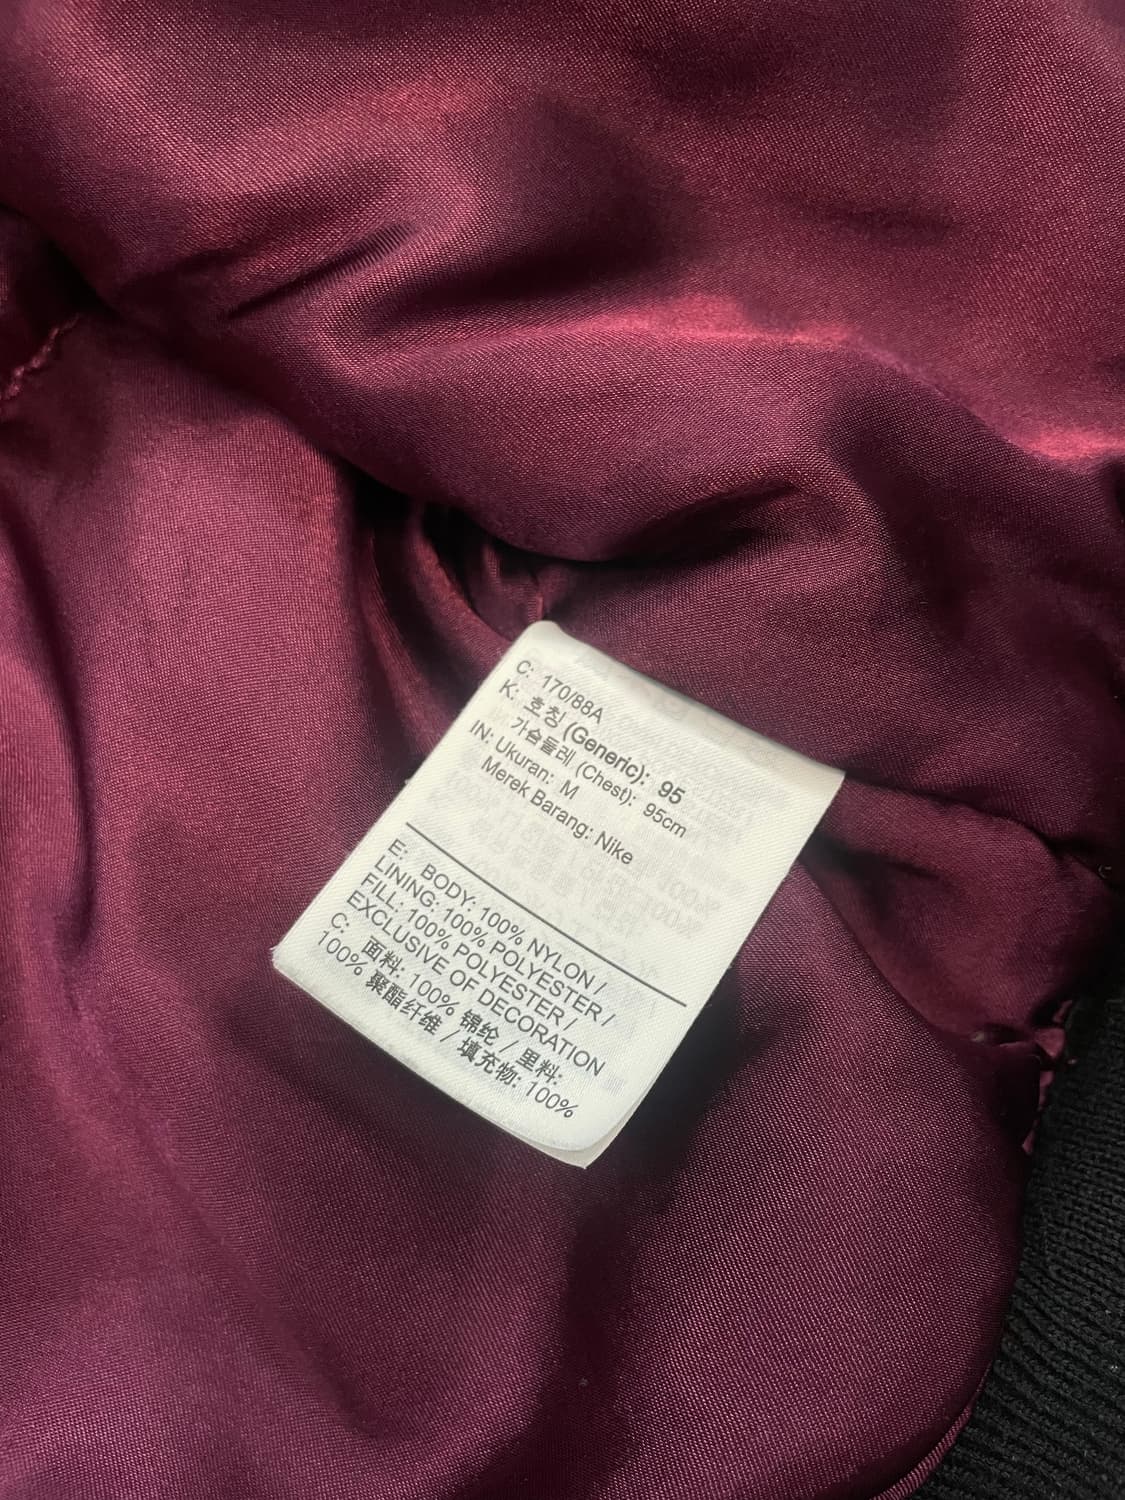 C: 170/88A
K: 호칭 (Generic): 95
가슴둘레 (Chest): 95cm
IN: Ukuran: M
Merek Barang: Nike
E: BODY: 100% NYLON /
LINING: 100% POLYESTER /
FILL: 100% POLYESTER /
EXCLUSIVE OF DECORATION
C: 面料: 100% 锦纶 / 里料:
100% 聚酯纤维 / 填充物: 100%